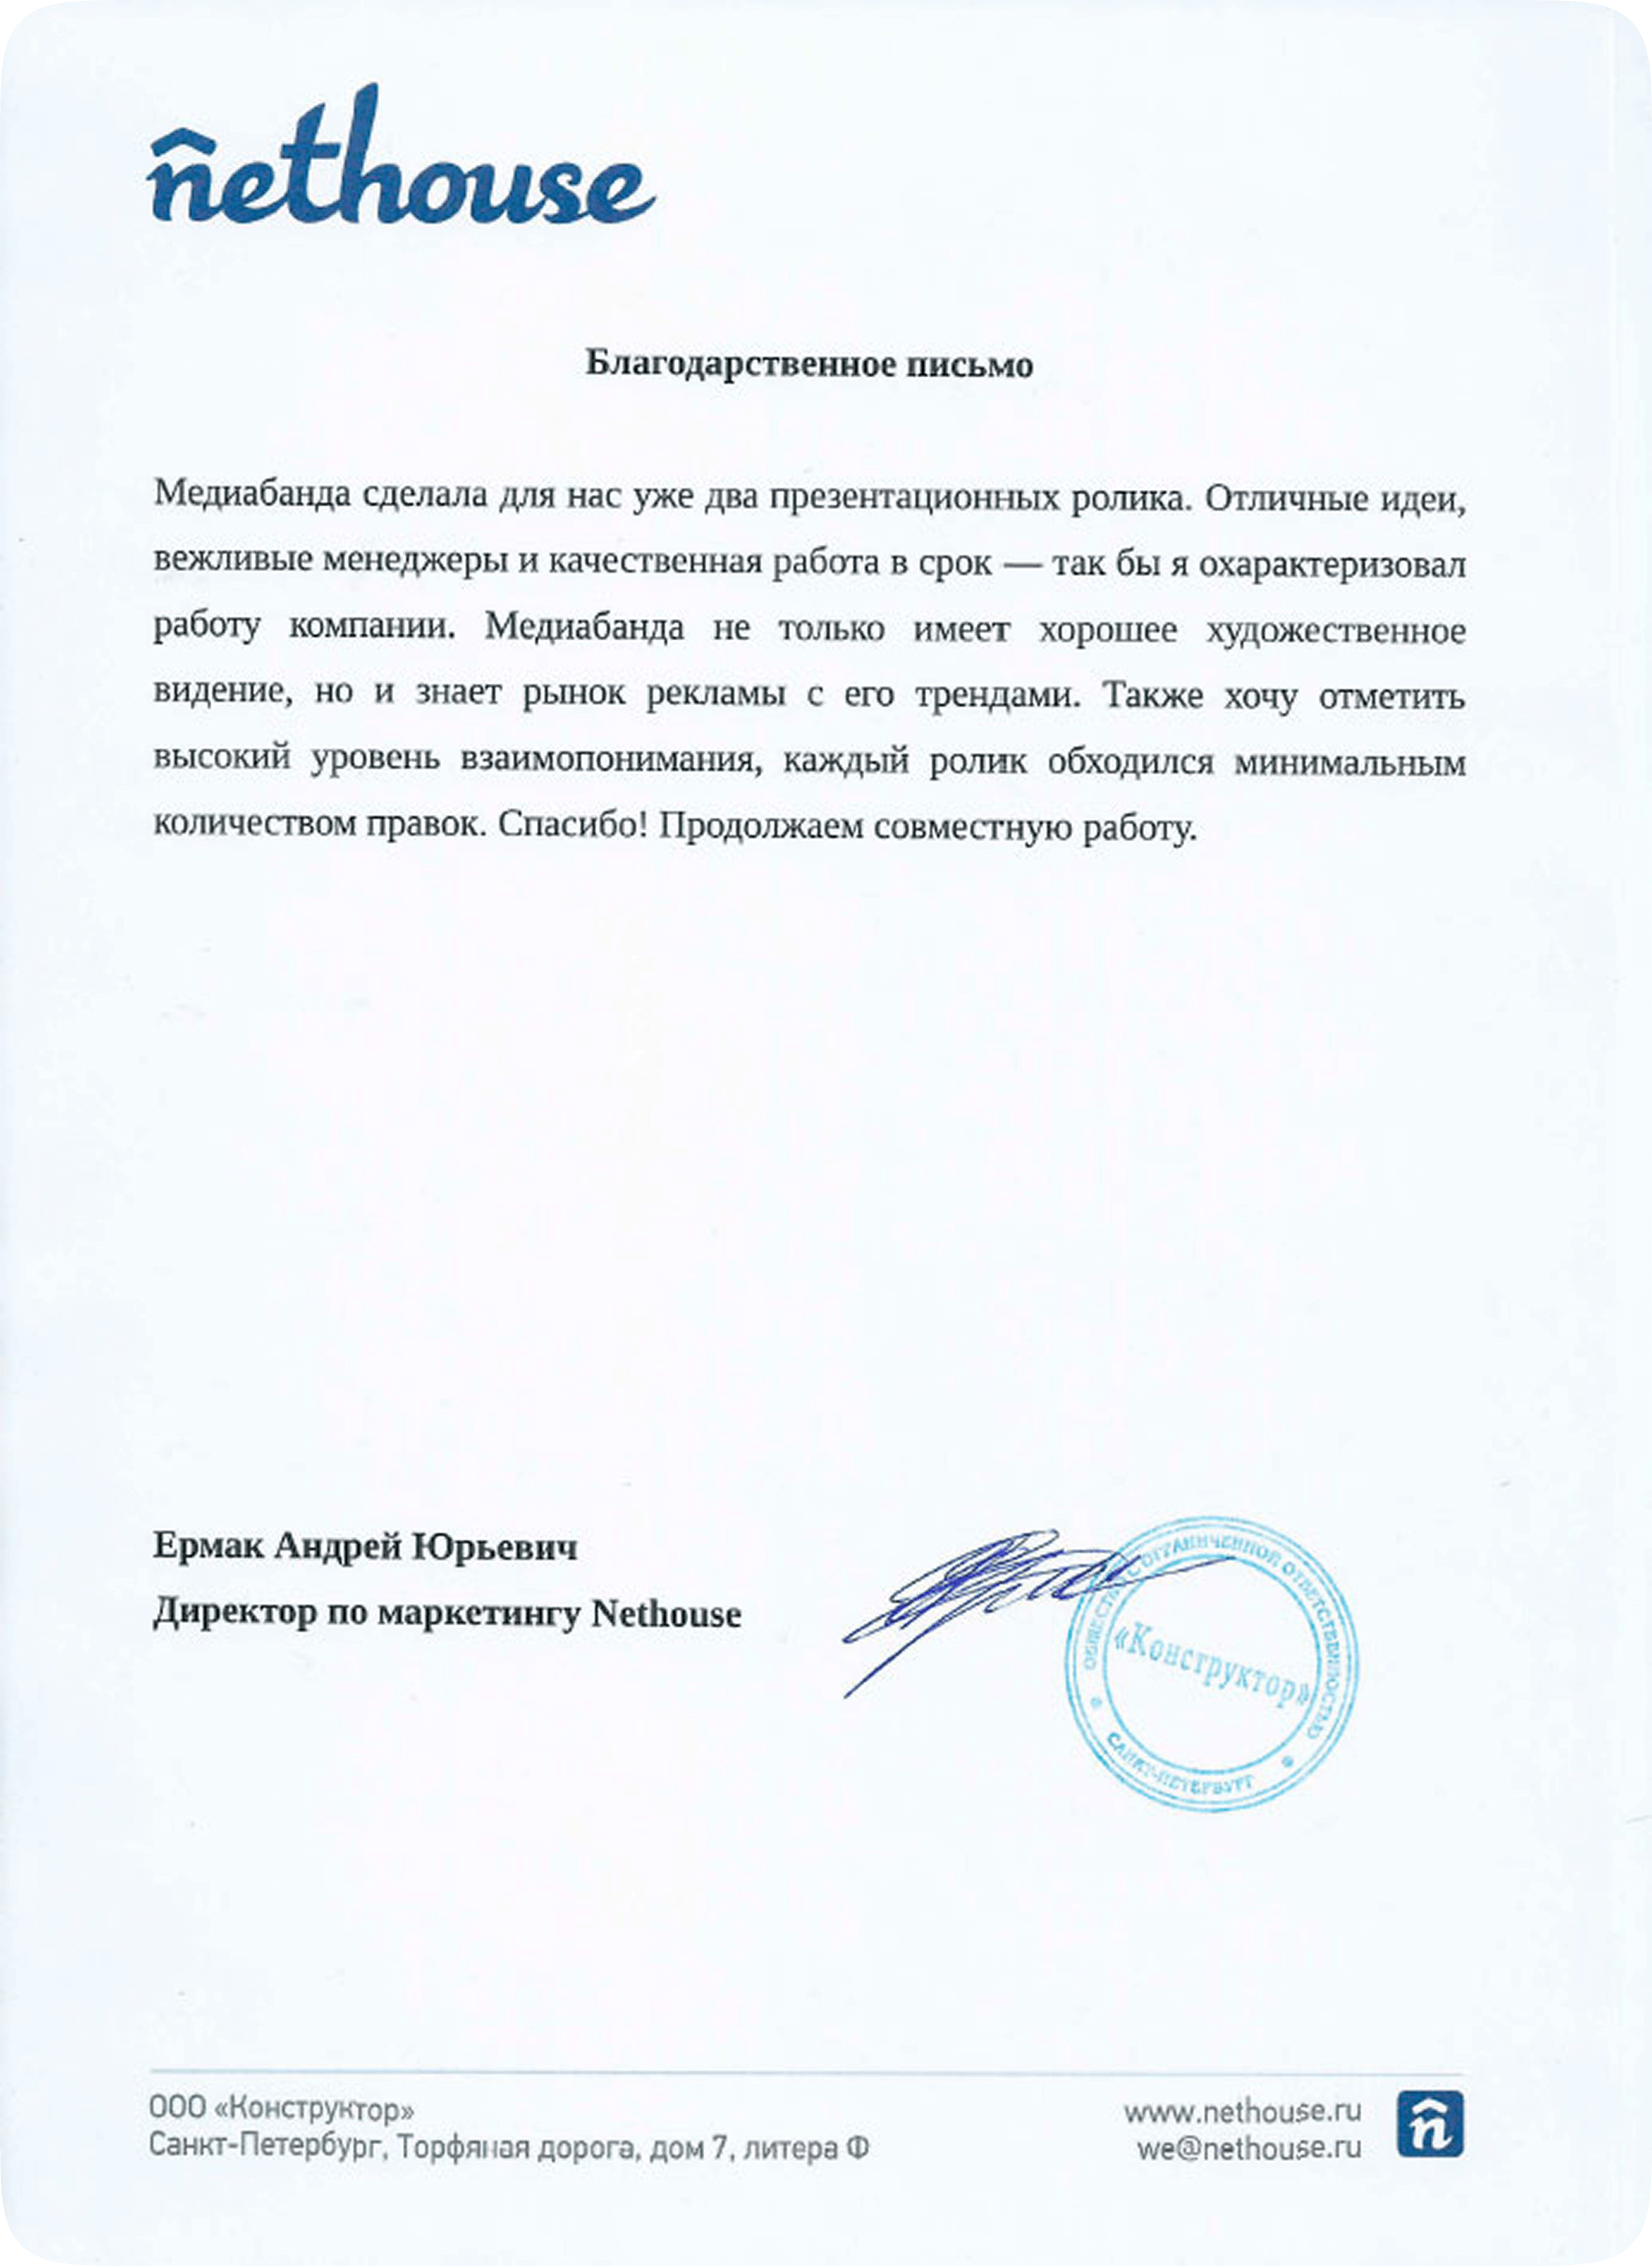 nethouse
Благодарственное письмо
Медиабанда сделала для нас уже два презентационных ролика. Отличные идеи,
вежливые менеджеры и качественная работа в срок — так бы я охарактеризовал
работу компании. Медиабанда не только имеет хорошее художественное
видение, но и знает рынок рекламы с его трендами. Также хочу отметить
высокий уровень взаимопонимания, каждый ролик обходился минимальным
количеством правок. Спасибо! Продолжаем совместную работу.
Ермак Андрей Юрьевич
Директор по маркетингу Nethouse
ОБЩЕСТВО С ОГРАНИЧЕННОЙ ОТВЕТСТВЕННОСТЬЮ
«Конструктор»
САНКТ-ПЕТЕРБУРГ
ООО «Конструктор»
Санкт-Петербург, Торфяная дорога, дом 7, литера Ф
www.nethouse.ru
we@nethouse.ru
n